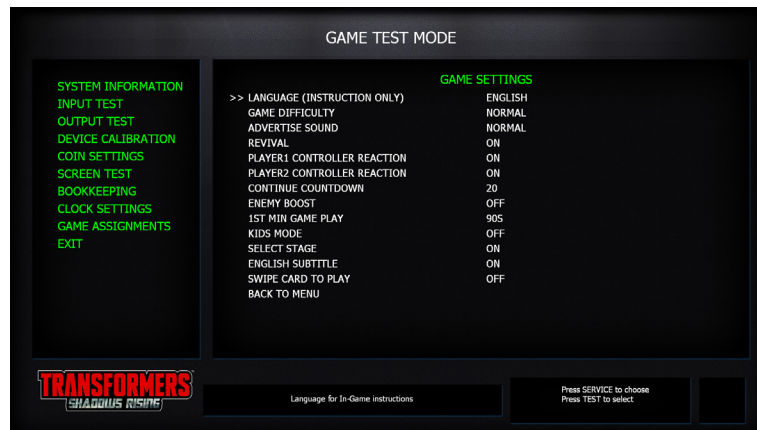 GAME TEST MODE
SYSTEM INFORMATION
INPUT TEST
OUTPUT TEST
DEVICE CALIBRATION
COIN SETTINGS
SCREEN TEST
BOOKKEEPING
CLOCK SETTINGS
GAME ASSIGNMENTS
EXIT
GAME SETTINGS
>> LANGUAGE (INSTRUCTION ONLY) ENGLISH
GAME DIFFICULTY NORMAL
ADVERTISE SOUND NORMAL
REVIVAL ON
PLAYER1 CONTROLLER REACTION ON
PLAYER2 CONTROLLER REACTION ON
CONTINUE COUNTDOWN 20
ENEMY BOOST OFF
1ST MIN GAME PLAY 90S
KIDS MODE OFF
SELECT STAGE ON
ENGLISH SUBTITLE ON
SWIPE CARD TO PLAY OFF
BACK TO MENU
TRANSFORMERS
SHADOWS RISING
Language for In-Game instructions
Press SERVICE to choose
Press TEST to select